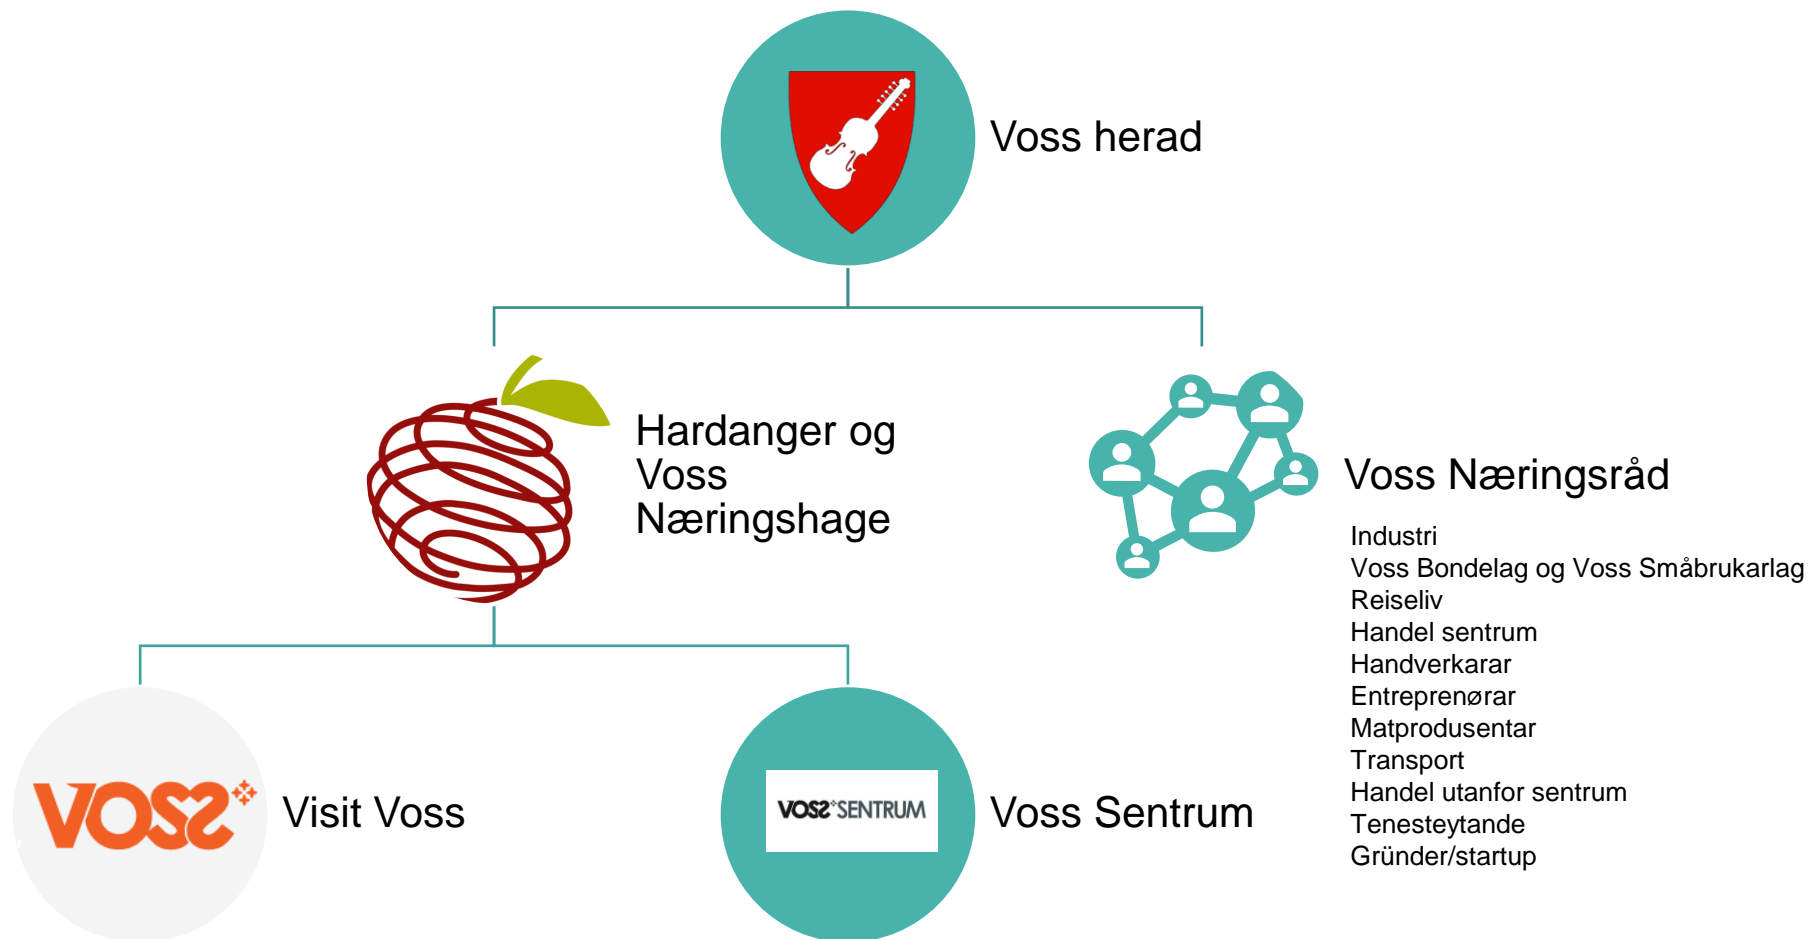 Voss herad
Hardanger og
Voss
Næringshage
Voss Næringsråd
Industri
Voss Bondelag og Voss Småbrukarlag
Reiseliv
Handel sentrum
Handverkarar
Entreprenørar
Matprodusentar
Transport
Handel utanfor sentrum
Tenesteytande
Gründer/startup
VOSS
Visit Voss
VOSS SENTRUM
Voss Sentrum